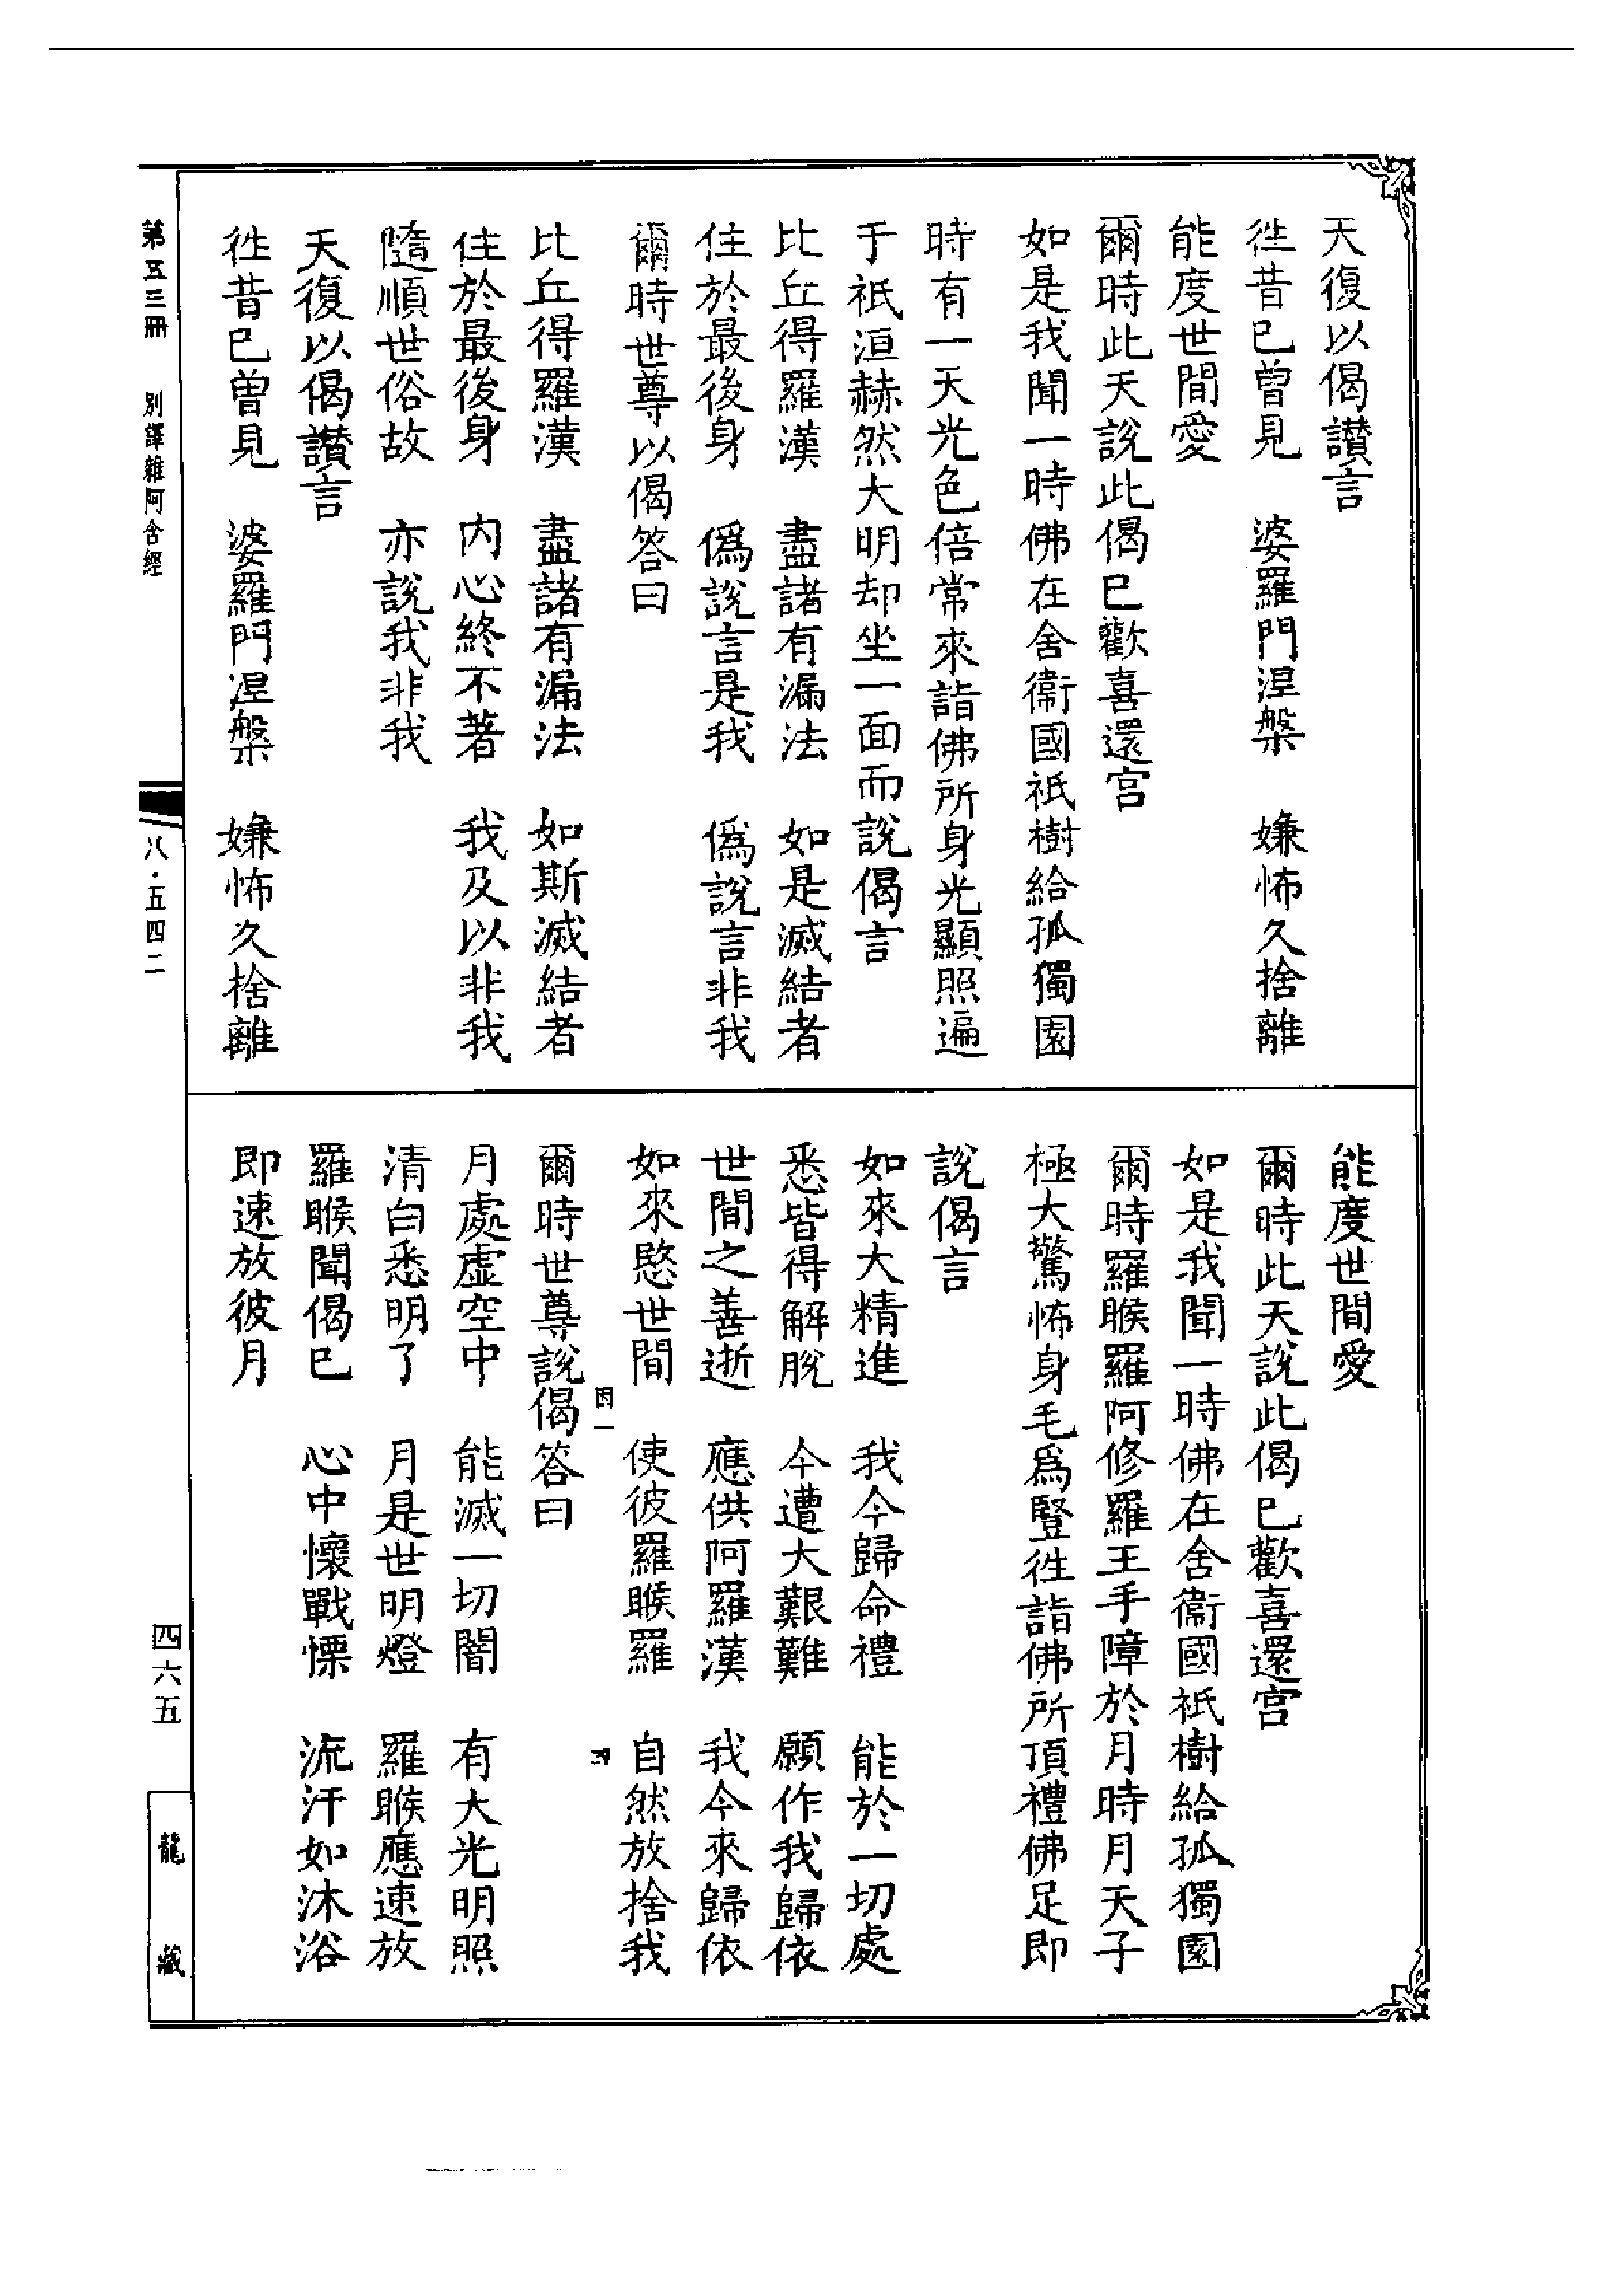 天復以偈讃言
徃昔已曾見　婆羅門涅槃　嫌怖久捨離
能度世間愛
爾時此天說此偈已歡喜還宫
如是我聞一時佛在舍衞國祇樹給孤獨園
時有一天光色倍常來詣佛所身光顯照遍
于祇洹赫然大明却坐一面而說偈言
比丘得羅漢　盡諸有漏法　如是滅結者
住於最後身　僞說言是我　僞說言非我
爾時世尊以偈答曰
比丘得羅漢　盡諸有漏法　如斯滅結者
住於最後身　内心終不著　我及以非我
隨順世俗故　亦說我非我
天復以偈讃言
徃昔已曾見　婆羅門涅槃　嫌怖久捨離
能度世間愛
爾時此天說此偈已歡喜還宫
如是我聞一時佛在舍衞國祇樹給孤獨園
爾時羅睺羅阿修羅王手障於月時月天子
極大驚怖身毛爲豎徃詣佛所頂禮佛足即
說偈言
如來大精進　我今歸命禮　能於一切處
悉皆得解脫　今遭大艱難　願作我歸依
世間之善逝　應供阿羅漢　我今來歸依
如來愍世間　使彼羅睺羅　自然放捨我
爾時世尊說偈答曰
月處虚空中　能滅一切闇　有大光明照
清白悉明了　月是世明燈　羅睺應速放
羅睺聞偈已　心中懷戰慄　流汗如沐浴
即速放彼月
第五三冊　別譯雜阿含經
八·五四二
四六五
龍藏